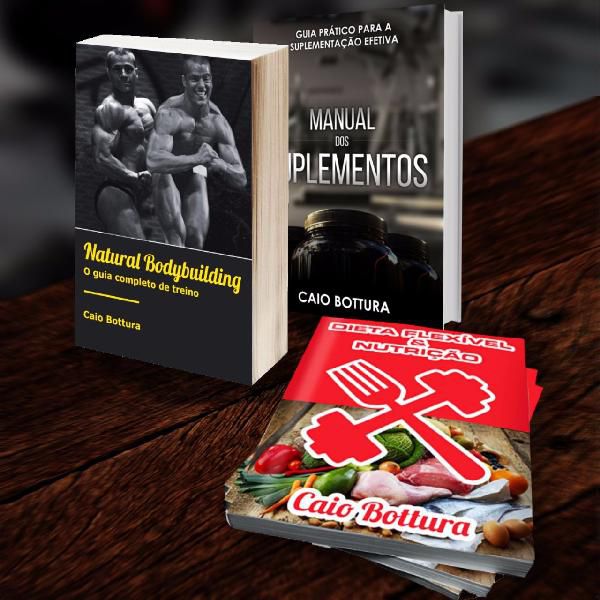 Natural Bodybuilding
O guia completo de treino
Caio Bottura
GUIA PRÁTICO PARA A
SUPLEMENTAÇÃO EFETIVA
MANUAL
DOS
UPLEMENTOS
CAIO BOTTURA
DIETA FLEXÍVEL
&
NUTRIÇÃO
Caio Bottura